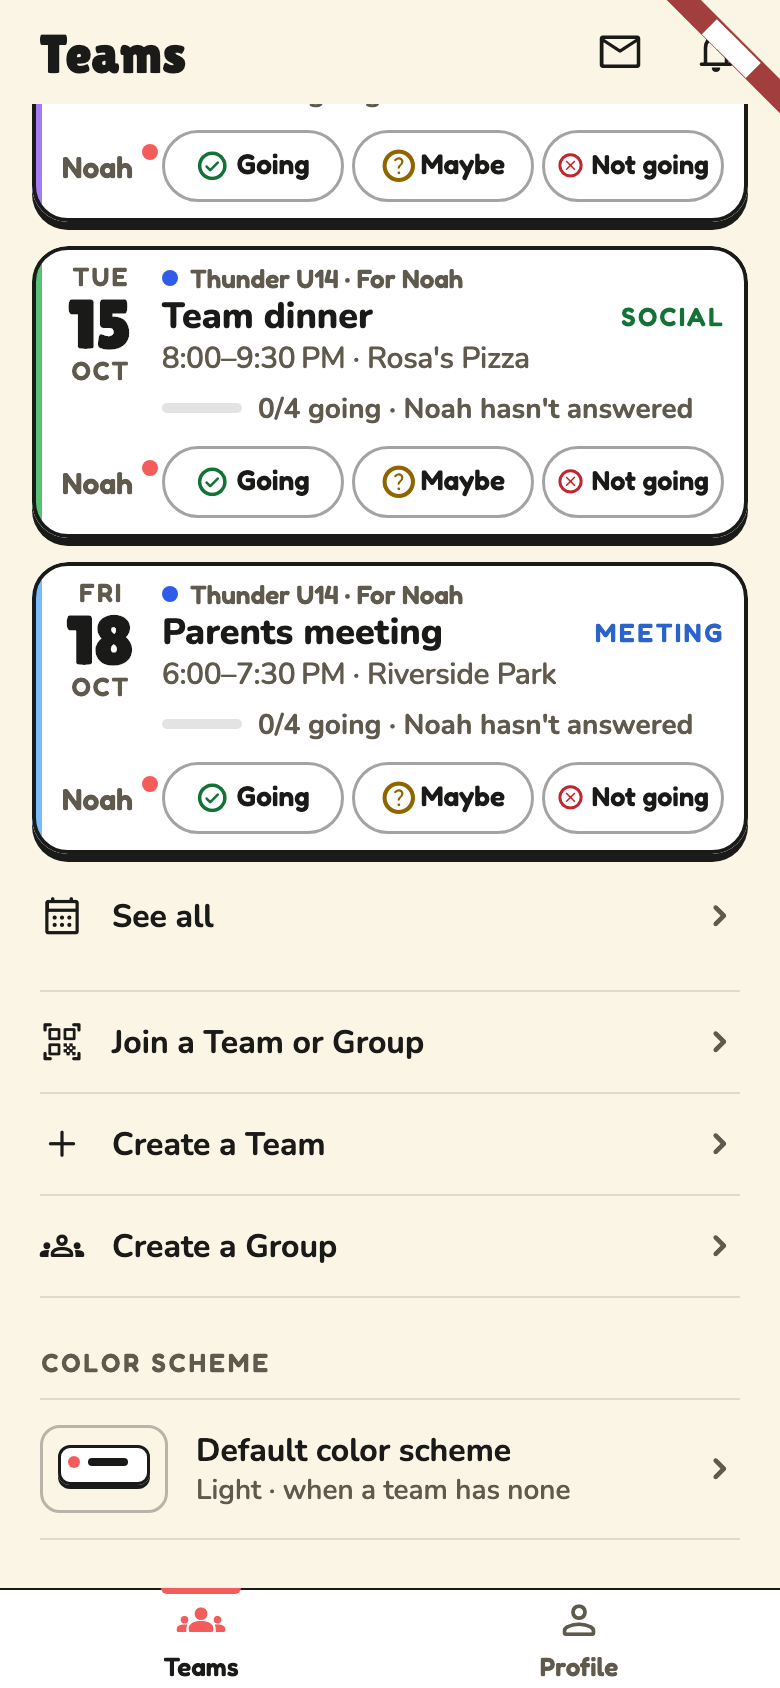 Teams
Noah
Going
Maybe
Not going
TUE
15
OCT
Thunder U14 · For Noah
Team dinner
SOCIAL
8:00–9:30 PM · Rosa's Pizza
0/4 going · Noah hasn't answered
Noah
Going
Maybe
Not going
FRI
18
OCT
Thunder U14 · For Noah
Parents meeting
MEETING
6:00–7:30 PM · Riverside Park
0/4 going · Noah hasn't answered
Noah
Going
Maybe
Not going
See all
Join a Team or Group
Create a Team
Create a Group
COLOR SCHEME
Default color scheme
Light · when a team has none
Teams
Profile